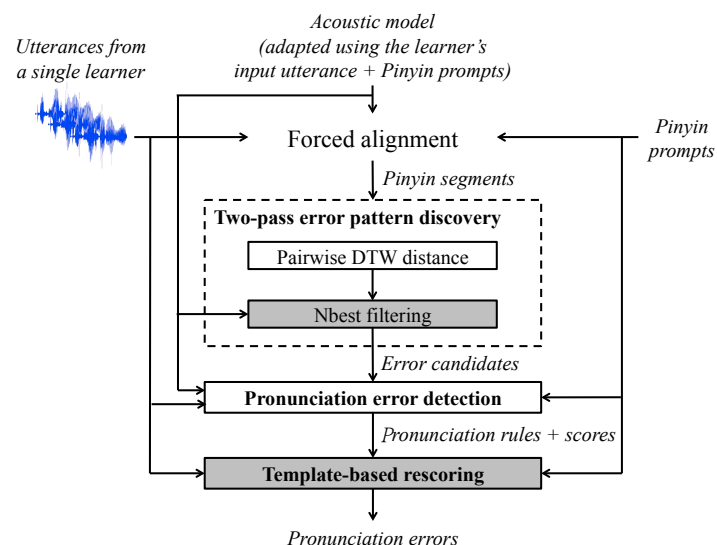 Utterances from
a single learner
Acoustic model
(adapted using the learner's
input utterance + Pinyin prompts)
Forced alignment
Pinyin
prompts
Pinyin segments
Two-pass error pattern discovery
Pairwise DTW distance
Nbest filtering
Error candidates
Pronunciation error detection
Pronunciation rules + scores
Template-based rescoring
Pronunciation errors